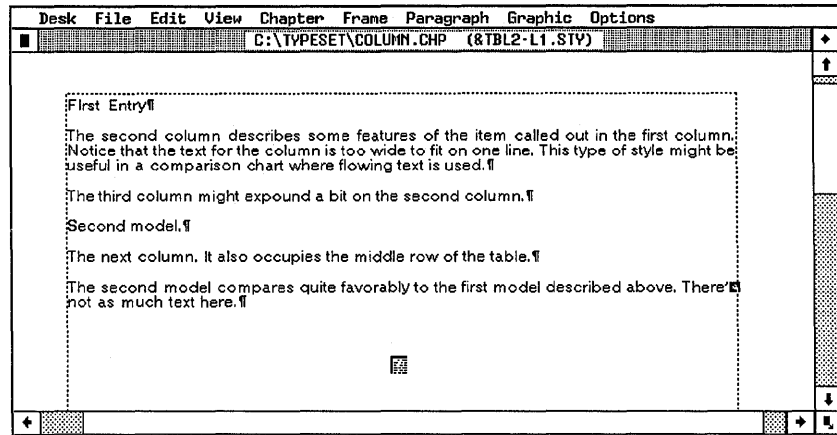 Desk File Edit View Chapter Frame Paragraph Graphic Options
C:\TYPESET\COLUMN.CHP (&TBL2-L1.STY)
FIrst Entry¶
The second column describes some features of the item called out in the first column.
Notice that the text for the column is too wide to fit on one line. This type of style might be
useful in a comparison chart where flowing text is used.¶
The third column might expound a bit on the second column.¶
Second model.¶
The next column. It also occupies the middle row of the table.¶
The second model compares quite favorably to the first model described above. There's
not as much text here.¶